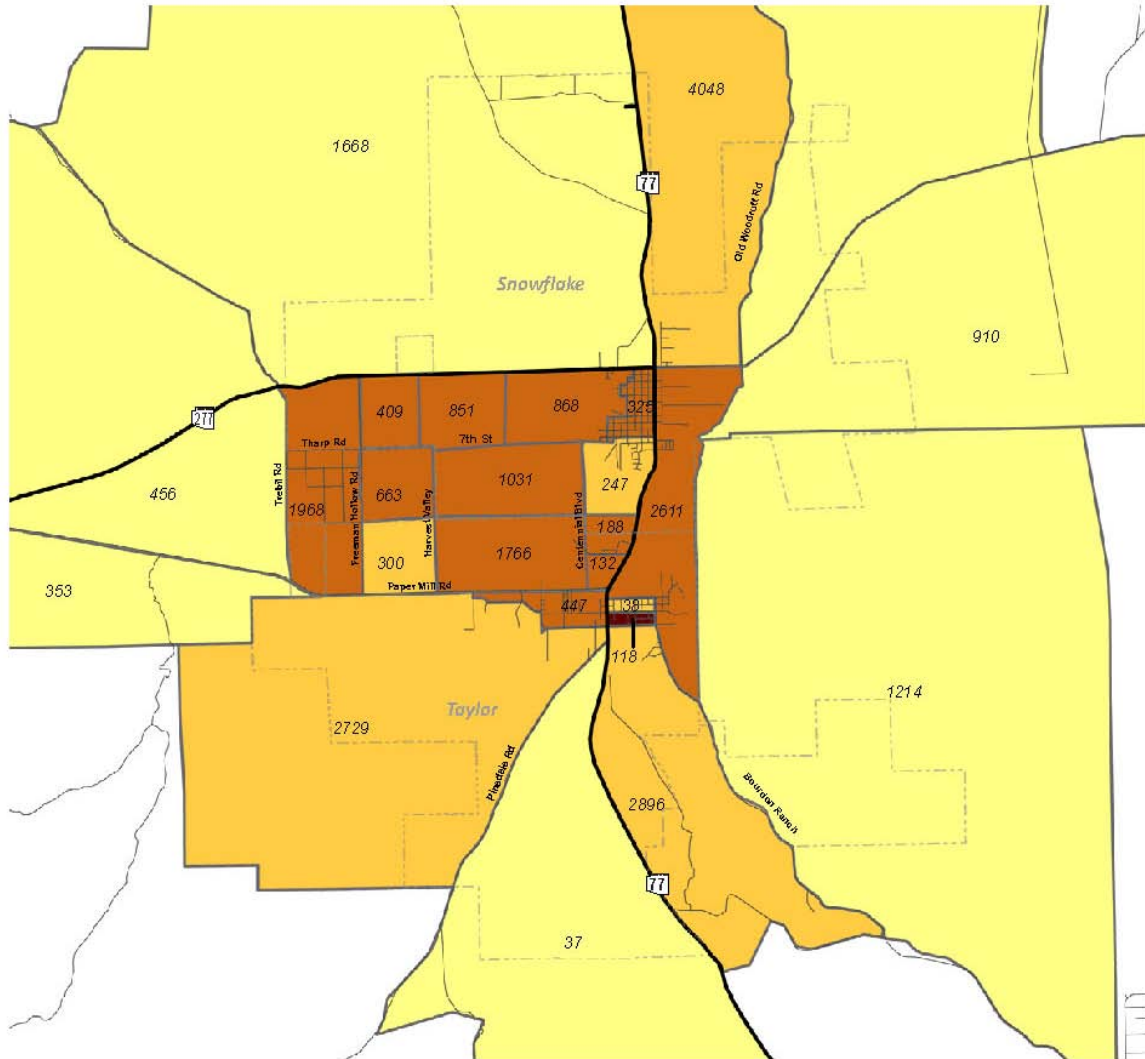 4048
1668
77
Old Woodruff Rd
Snowflake
910
277
409
851
868
325
Tharp Rd
7th St
Trebil Rd
456
1968
Freeman Hollow Rd
663
Harvest Valley
1031
Centennial Blvd
247
2611
188
300
1766
132
Paper Mill Rd
353
447
38
118
1214
Taylor
2729
Pinedale Rd
Bourdon Ranch
2896
77
37